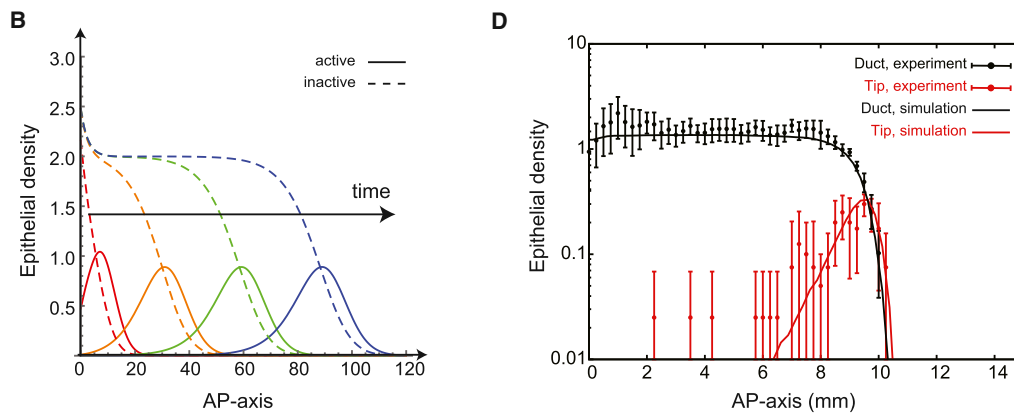 B
3.0
2.5
2.0
1.5
1.0
0.5
0 20 40 60 80 100 120
Epithelial density
AP-axis
active
inactive
time
D
10
1
0.1
0.01
0 2 4 6 8 10 12 14
Epithelial density
AP-axis (mm)
Duct, experiment
Tip, experiment
Duct, simulation
Tip, simulation